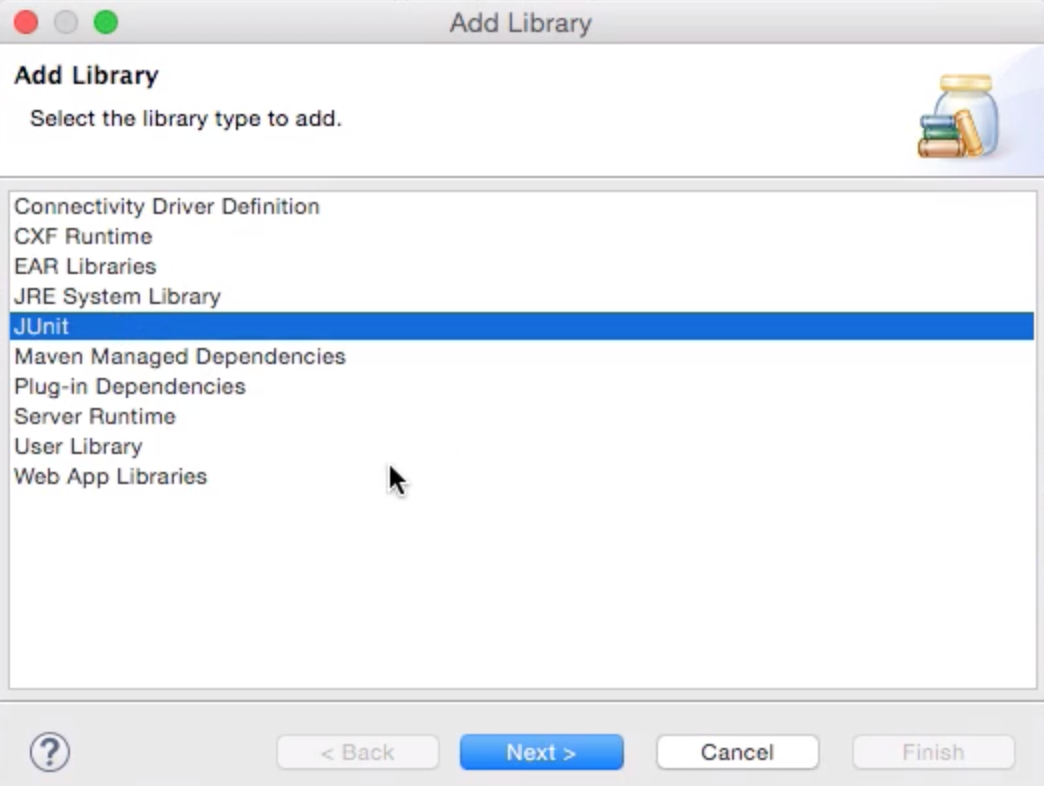 Add Library
Add Library
Select the library type to add.
Connectivity Driver Definition
CXF Runtime
EAR Libraries
JRE System Library
JUnit
Maven Managed Dependencies
Plug-in Dependencies
Server Runtime
User Library
Web App Libraries
? < Back Next > Cancel Finish